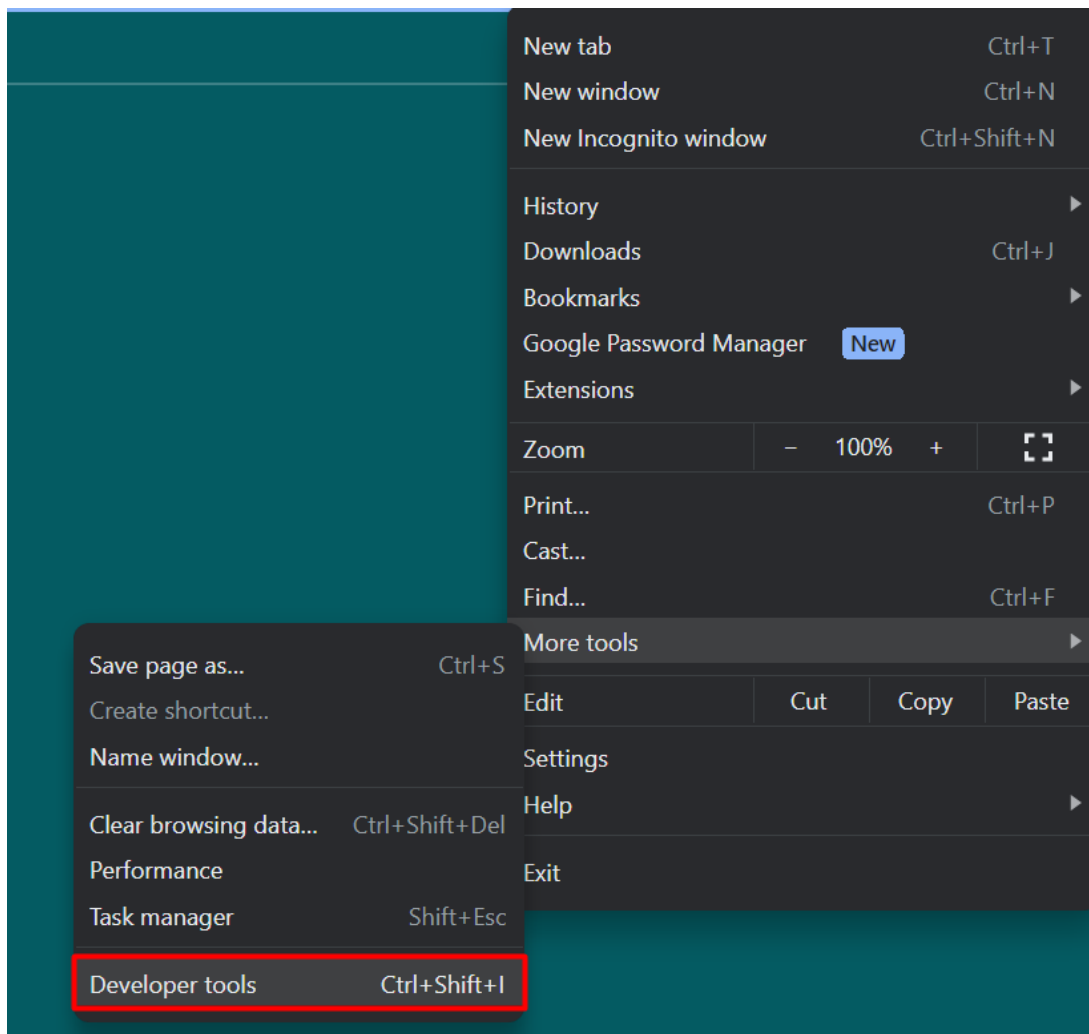 New tab Ctrl+T
New window Ctrl+N
New Incognito window Ctrl+Shift+N
History
Downloads Ctrl+J
Bookmarks
Google Password Manager New
Extensions
Zoom − 100% +
Print... Ctrl+P
Cast...
Find... Ctrl+F
More tools
Edit Cut Copy Paste
Settings
Help
Exit
Save page as... Ctrl+S
Create shortcut...
Name window...
Clear browsing data... Ctrl+Shift+Del
Performance
Task manager Shift+Esc
Developer tools Ctrl+Shift+I